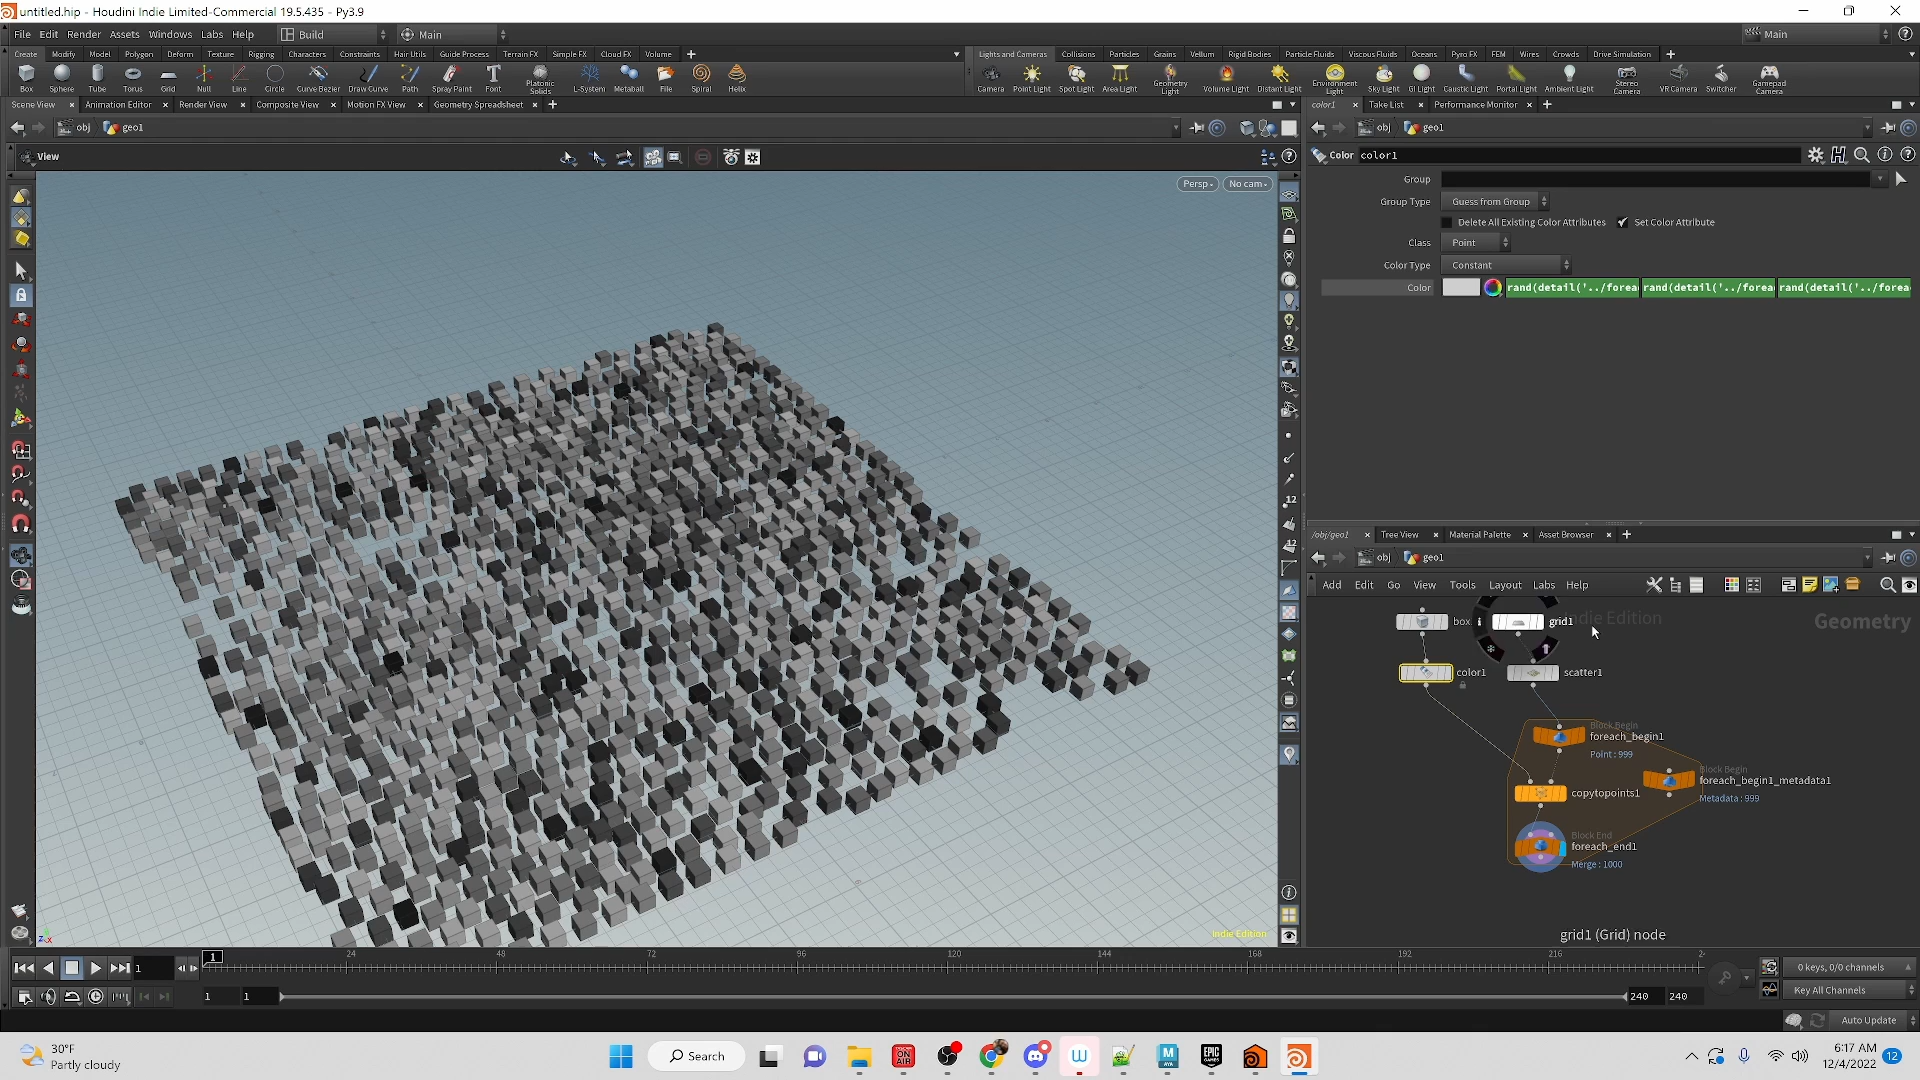 untitled.hip - Houdini Indie Limited-Commercial 19.5.435 - Py3.9
File Edit Render Assets Windows Labs Help Build Main Main
Create Modify Model Polygon Deform Texture Rigging Characters Constraints Hair Utils Guide Process Terrain FX Simple FX Cloud FX Volume
Lights and Cameras Collisions Particles Grains Vellum Rigid Bodies Particle Fluids Viscous Fluids Oceans Pyro FX FEM Wires Crowds Drive Simulation
Box Sphere Tube Torus Grid Null Line Circle Curve Bezier Draw Curve Path Spray Paint Font Platonic Solids L-System Metaball File Spiral Helix
Camera Point Light Spot Light Area Light Geometry Light Volume Light Distant Light Environment Light Sky Light GI Light Caustic Light Portal Light Ambient Light Stereo Camera VR Camera Switcher Gamepad Camera
Scene View Animation Editor Render View Composite View Motion FX View Geometry Spreadsheet
color1 Take List Performance Monitor
obj geo1
obj geo1
View
Color color1
Persp No cam
Group
Group Type Guess from Group
Delete All Existing Color Attributes Set Color Attribute
Class Point
Color Type Constant
Color rand(detail('../forea rand(detail('../forea rand(detail('../forea
/obj/geo1 Tree View Material Palette Asset Browser
obj geo1
Add Edit Go View Tools Layout Labs Help
Indie Edition
Geometry
box
grid1
color1
scatter1
Block Begin
foreach_begin1
Point : 999
Block Begin
foreach_begin1_metadata1
Metadata : 999
copytopoints1
Block End
foreach_end1
Merge : 1000
grid1 (Grid) node
Indie Edition
1 1 24 48 72 96 120 144 168 192 216 2
0 keys, 0/0 channels
1 1 240 240
Key All Channels
Auto Update
30°F
Partly cloudy
Search
ON AIR
MAYA
EPIC GAMES
6:17 AM
12/4/2022
12